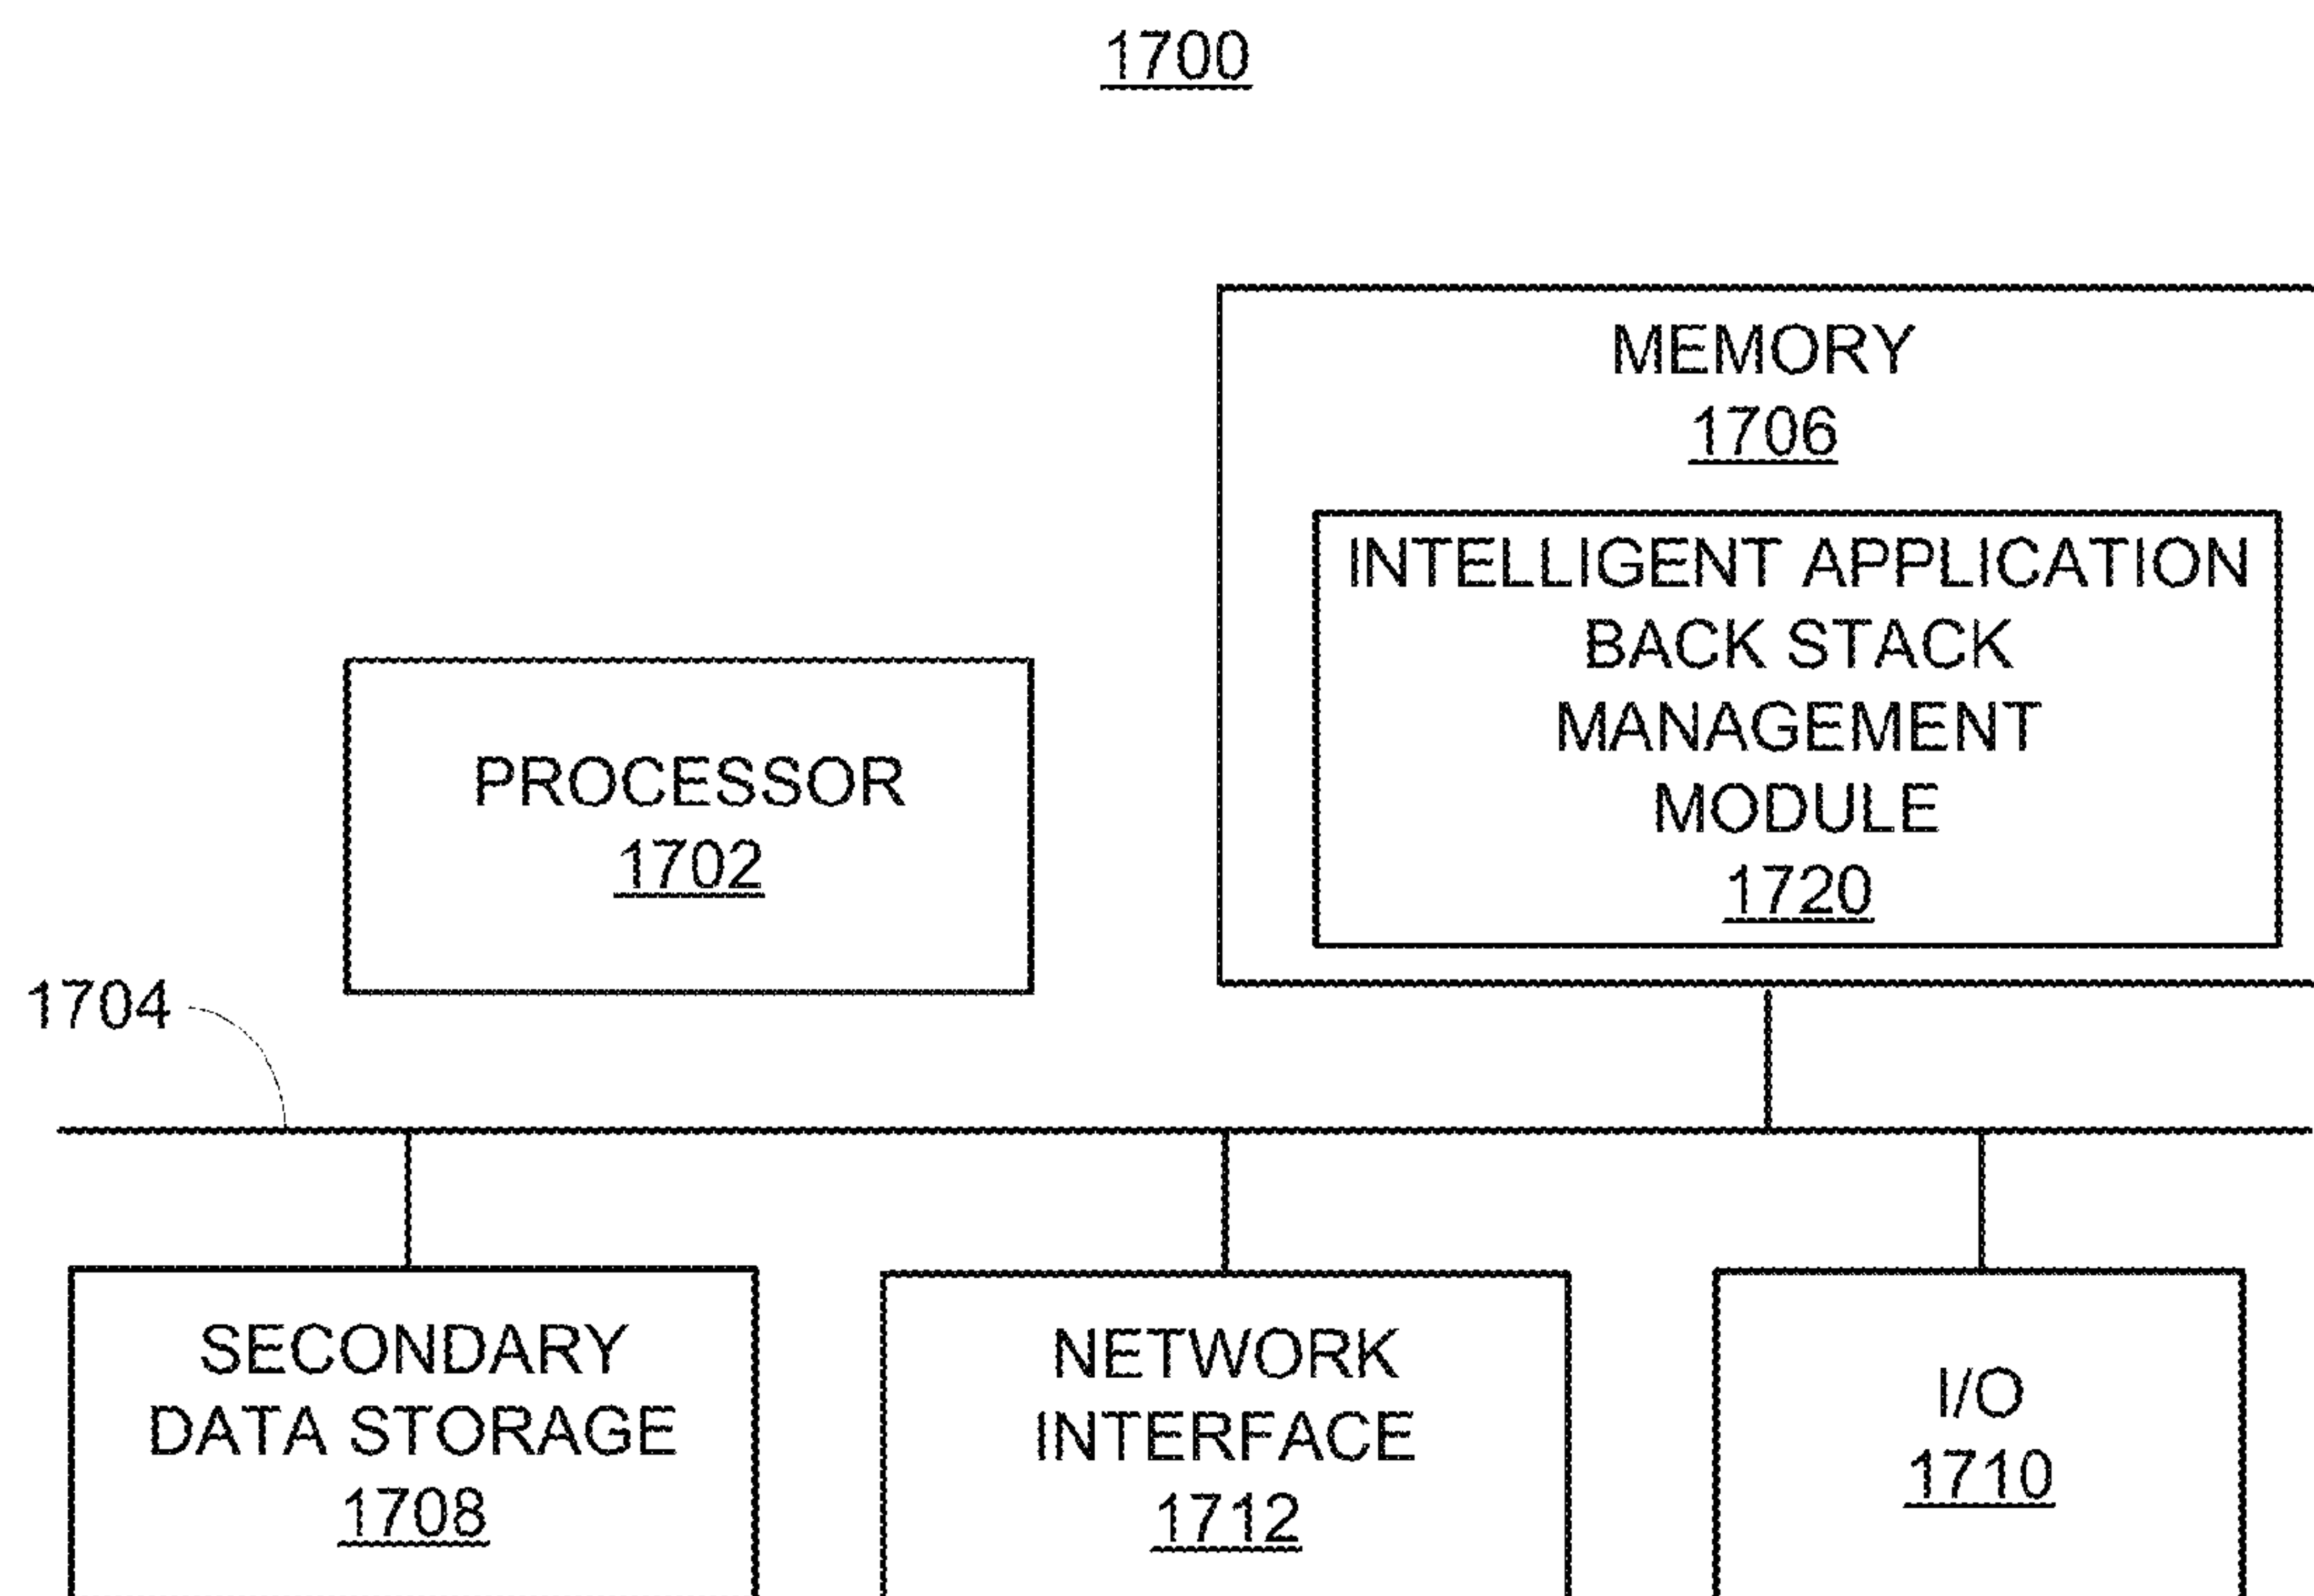 1700
MEMORY
1706
INTELLIGENT APPLICATION
BACK STACK
MANAGEMENT
MODULE
1720
PROCESSOR
1702
1704
SECONDARY
DATA STORAGE
1708
NETWORK
INTERFACE
1712
I/O
1710